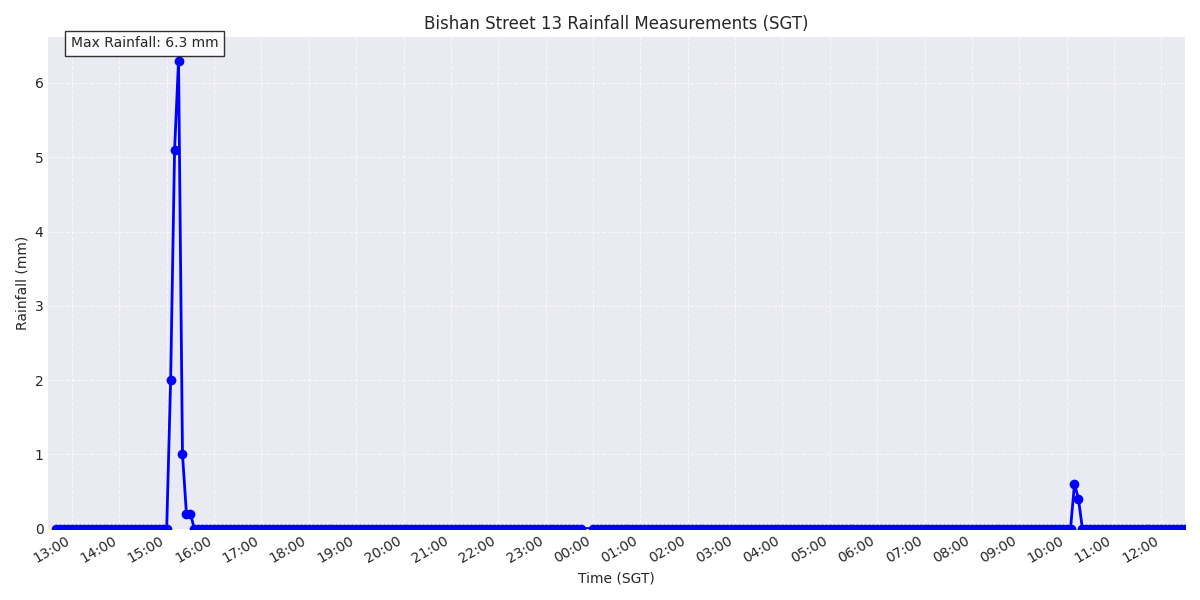 Bishan Street 13 Rainfall Measurements (SGT)
Max Rainfall: 6.3 mm
Rainfall (mm)
6
5
4
3
2
1
0
13:00 14:00 15:00 16:00 17:00 18:00 19:00 20:00 21:00 22:00 23:00 00:00 01:00 02:00 03:00 04:00 05:00 06:00 07:00 08:00 09:00 10:00 11:00 12:00
Time (SGT)